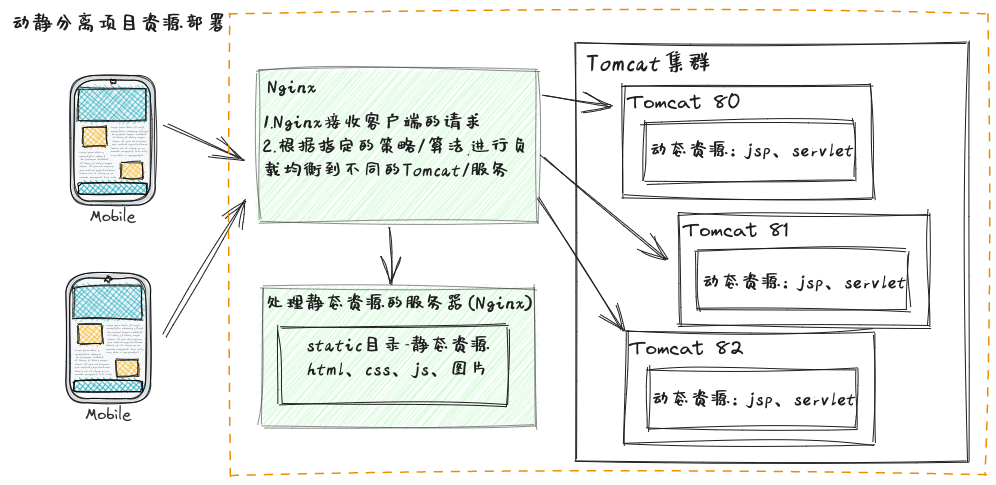 动静分离项目资源部署
Mobile
Mobile
Nginx
1.Nginx接收客户端的请求
2.根据指定的策略/算法,进行负
载均衡到不同的Tomcat/服务
处理静态资源的服务器(Nginx)
static目录-静态资源
html、css、js、图片
Tomcat集群
Tomcat 80
动态资源：jsp、servlet
Tomcat 81
动态资源：jsp、servlet
Tomcat 82
动态资源：jsp、servlet